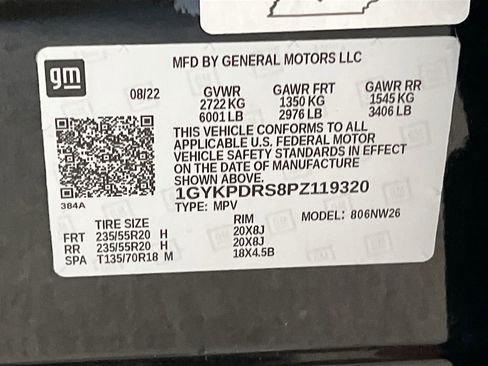 gm
MFD BY GENERAL MOTORS LLC
08/22 GVWR GAWR FRT GAWR RR
2722 KG 1350 KG 1545 KG
6001 LB 2976 LB 3406 LB
THIS VEHICLE CONFORMS TO ALL
APPLICABLE U.S. FEDERAL MOTOR
VEHICLE SAFETY STANDARDS IN EFFECT
ON THE DATE OF MANUFACTURE
SHOWN ABOVE.
384A
1GYKPDRS8PZ119320
TYPE: MPV MODEL: 806NW26
TIRE SIZE RIM
FRT 235/55R20 H 20X8J
RR 235/55R20 H 20X8J
SPA T135/70R18 M 18X4.5B